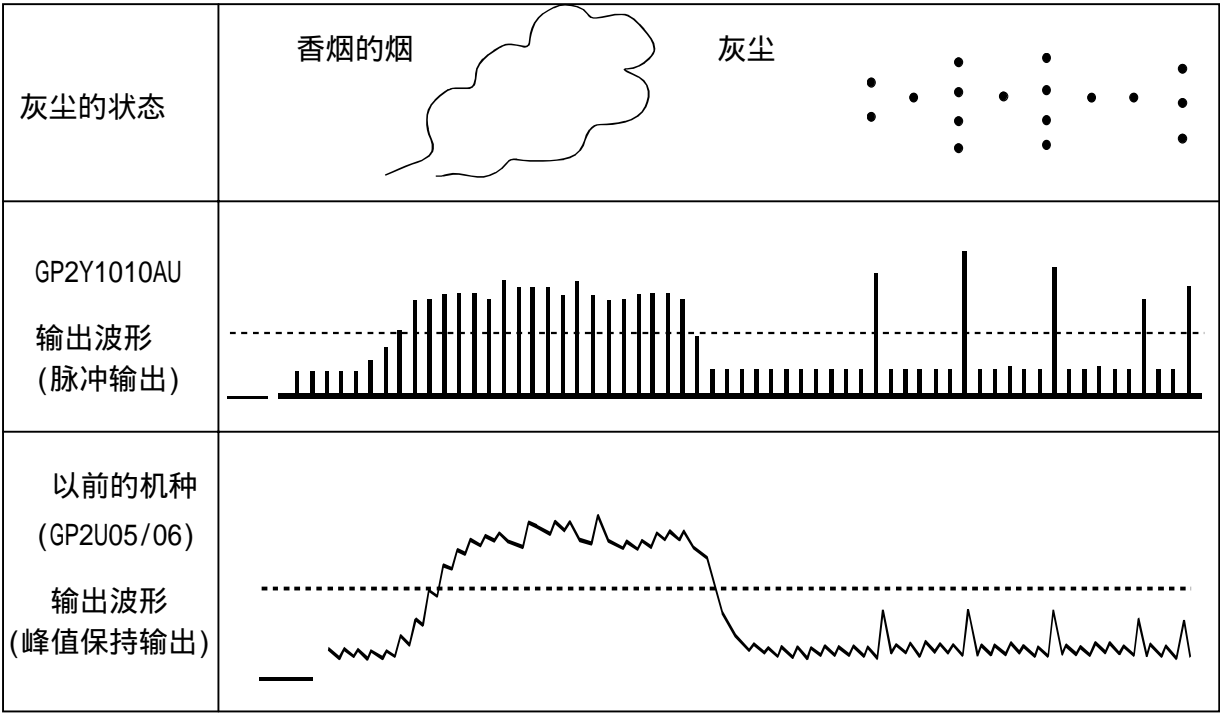 香烟的烟
灰尘
灰尘的状态
GP2Y1010AU
输出波形
(脉冲输出)
以前的机种
(GP2U05/06)
输出波形
(峰值保持输出)